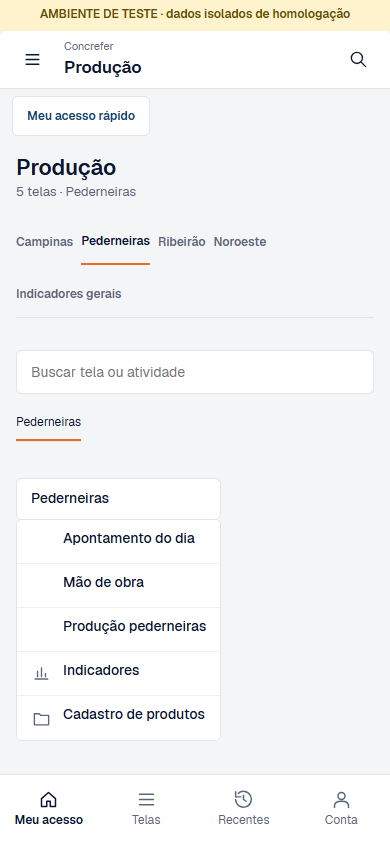 AMBIENTE DE TESTE · dados isolados de homologação
Concrefer
Produção
Meu acesso rápido
Produção
5 telas · Pederneiras
Campinas Pederneiras Ribeirão Noroeste
Indicadores gerais
Buscar tela ou atividade
Pederneiras
Pederneiras
Apontamento do dia
Mão de obra
Produção pederneiras
Indicadores
Cadastro de produtos
Meu acesso Telas Recentes Conta